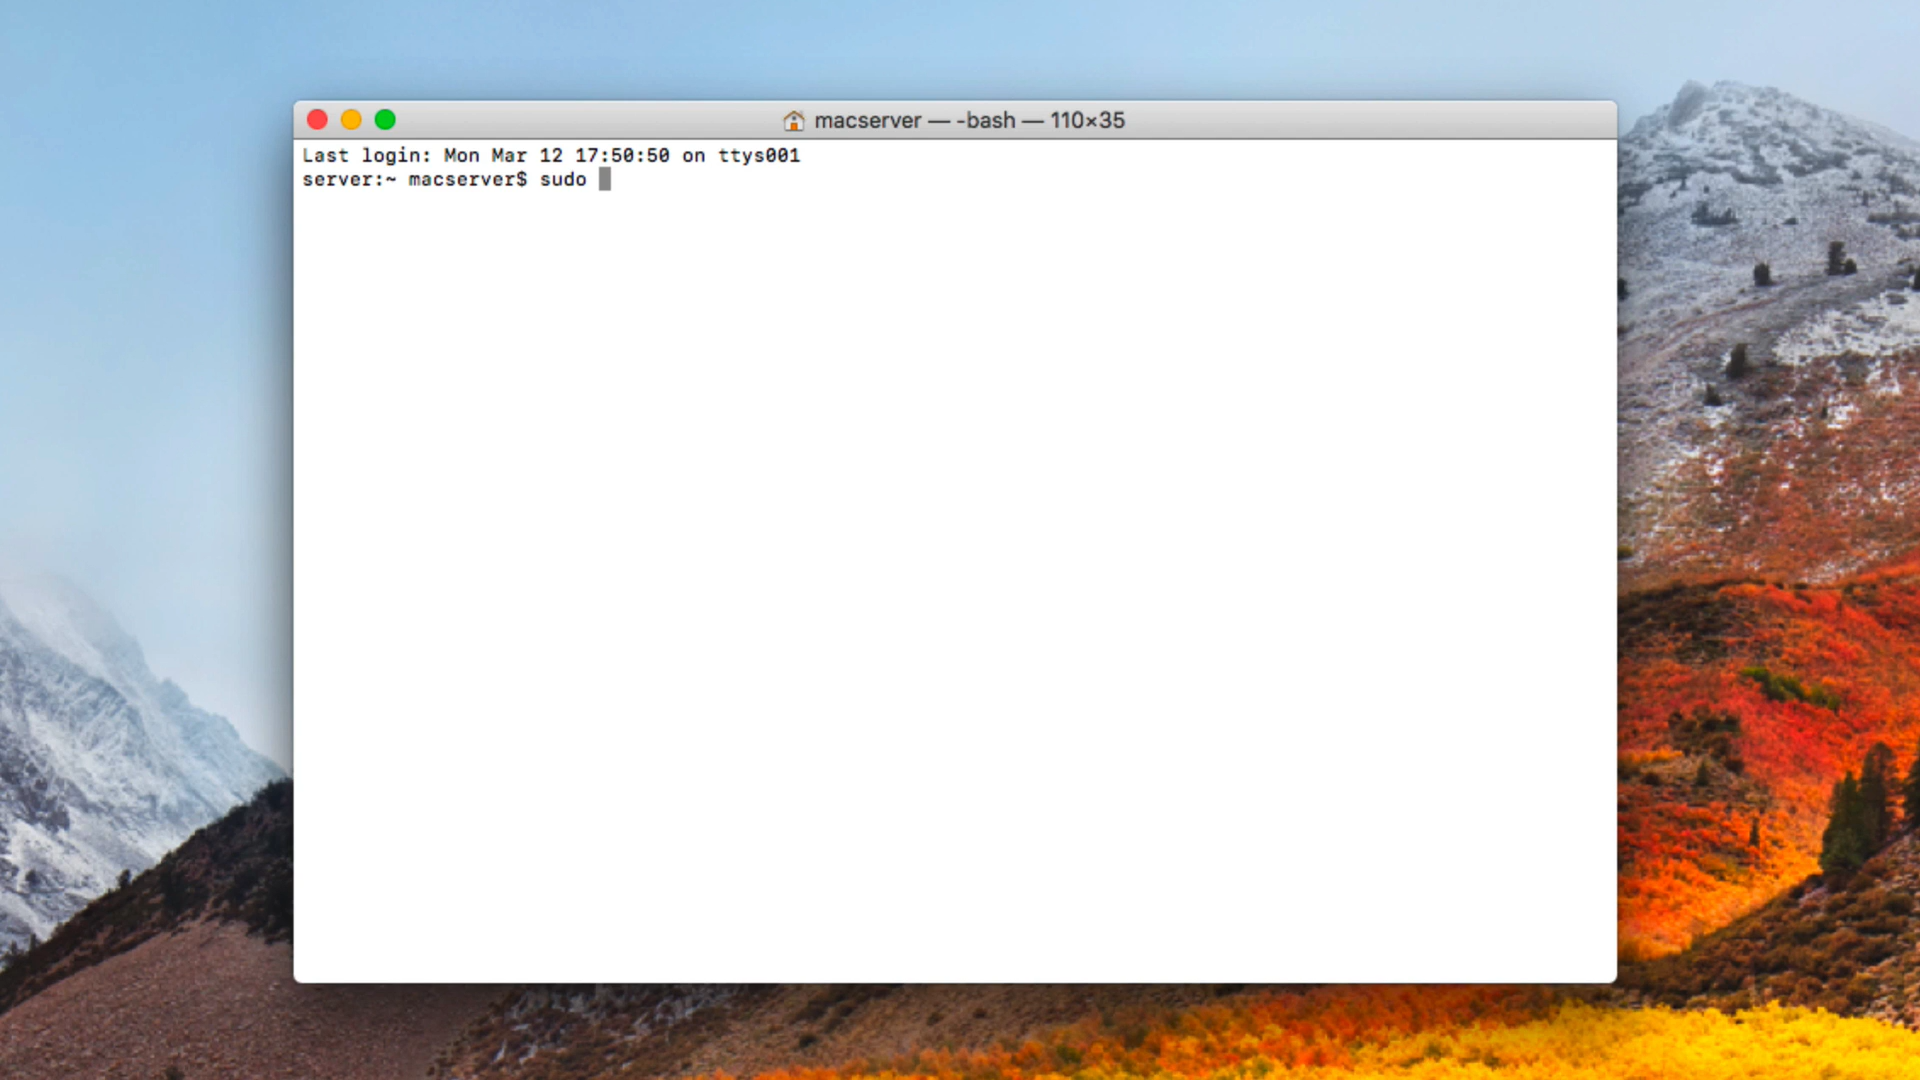 macserver — -bash — 110×35
Last login: Mon Mar 12 17:50:50 on ttys001
server:~ macserver$ sudo